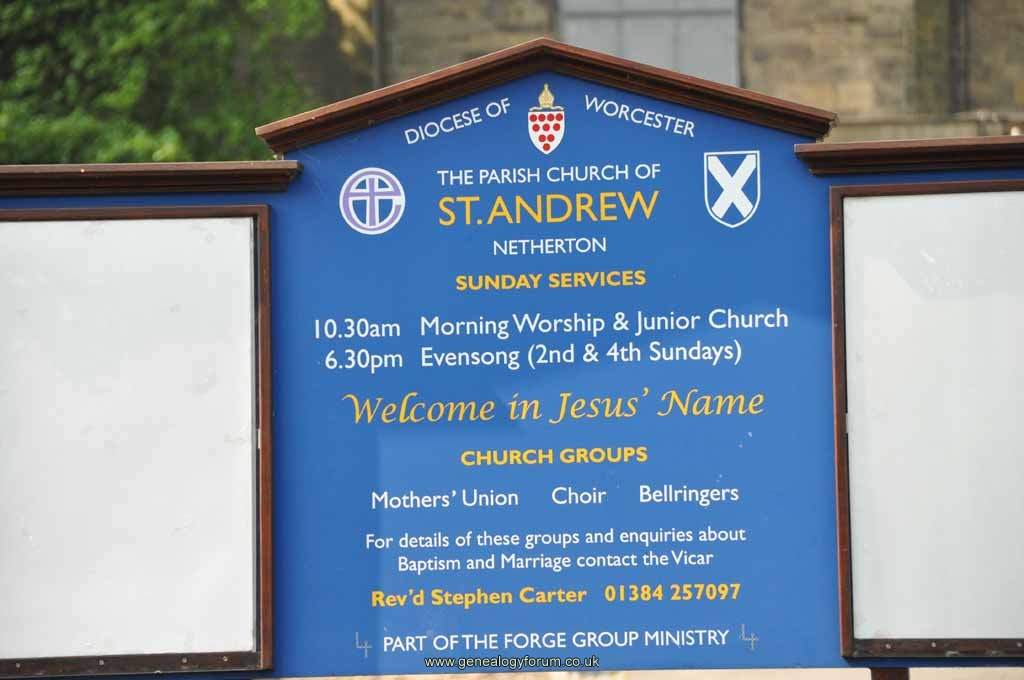 DIOCESE OF WORCESTER
THE PARISH CHURCH OF
ST. ANDREW
NETHERTON
SUNDAY SERVICES
10.30am Morning Worship & Junior Church
6.30pm Evensong (2nd & 4th Sundays)
Welcome in Jesus' Name
CHURCH GROUPS
Mothers' Union Choir Bellringers
For details of these groups and enquiries about
Baptism and Marriage contact the Vicar
Rev'd Stephen Carter 01384 257097
PART OF THE FORGE GROUP MINISTRY
www.genealogyforum.co.uk